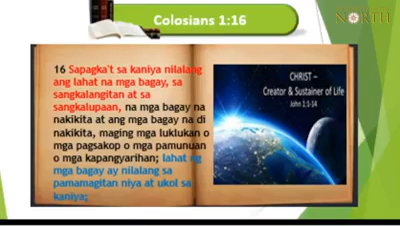 Colosians 1:16
NORTH
16 Sapagka't sa kaniya nilalang
ang lahat na mga bagay, sa
sangkalangitan at sa
sangkalupaan, na mga bagay na
nakikita at ang mga bagay na di
nakikita, maging mga luklukan o
mga pagsakop o mga pamunuan
o mga kapangyarihan; lahat ng
mga bagay ay nilalang sa
pamamagitan niya at ukol sa
kaniya;
CHRIST –
Creator & Sustainer of Life
John 1:1-14